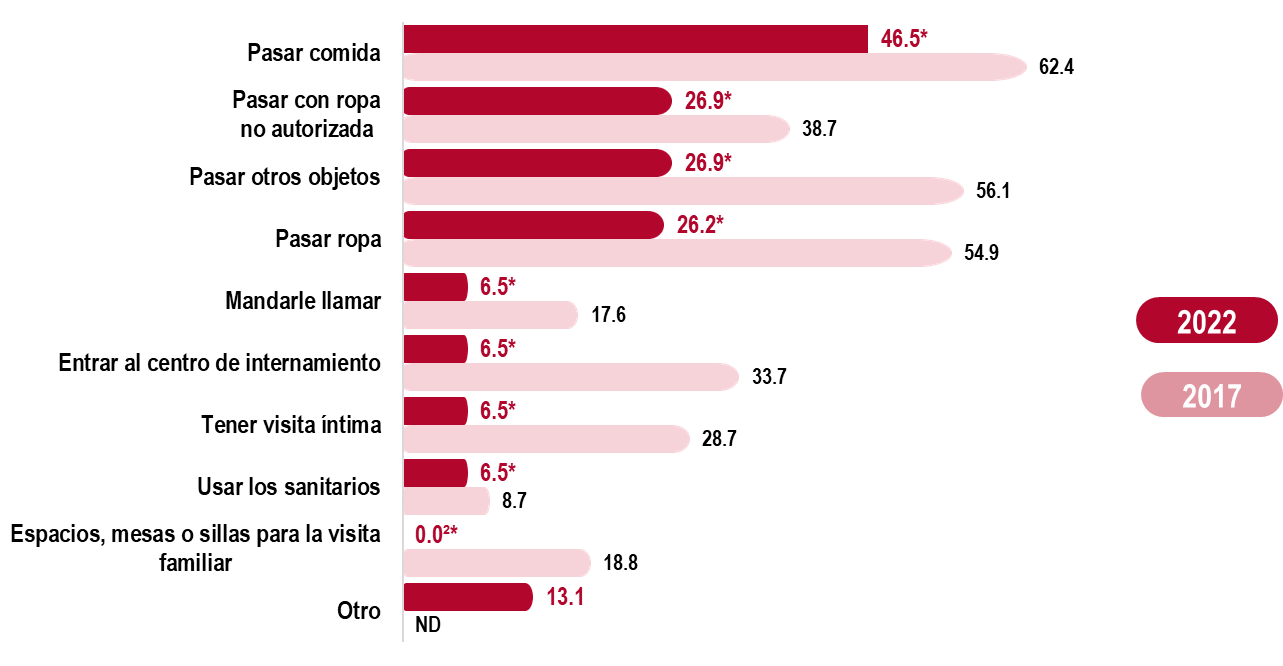 Pasar comida
46.5*
62.4
Pasar con ropa
no autorizada
26.9*
38.7
Pasar otros objetos
26.9*
56.1
Pasar ropa
26.2*
54.9
Mandarle llamar
6.5*
17.6
Entrar al centro de internamiento
6.5*
33.7
Tener visita íntima
6.5*
28.7
Usar los sanitarios
6.5*
8.7
Espacios, mesas o sillas para la visita
familiar
0.0²*
18.8
Otro
13.1
ND
2022
2017